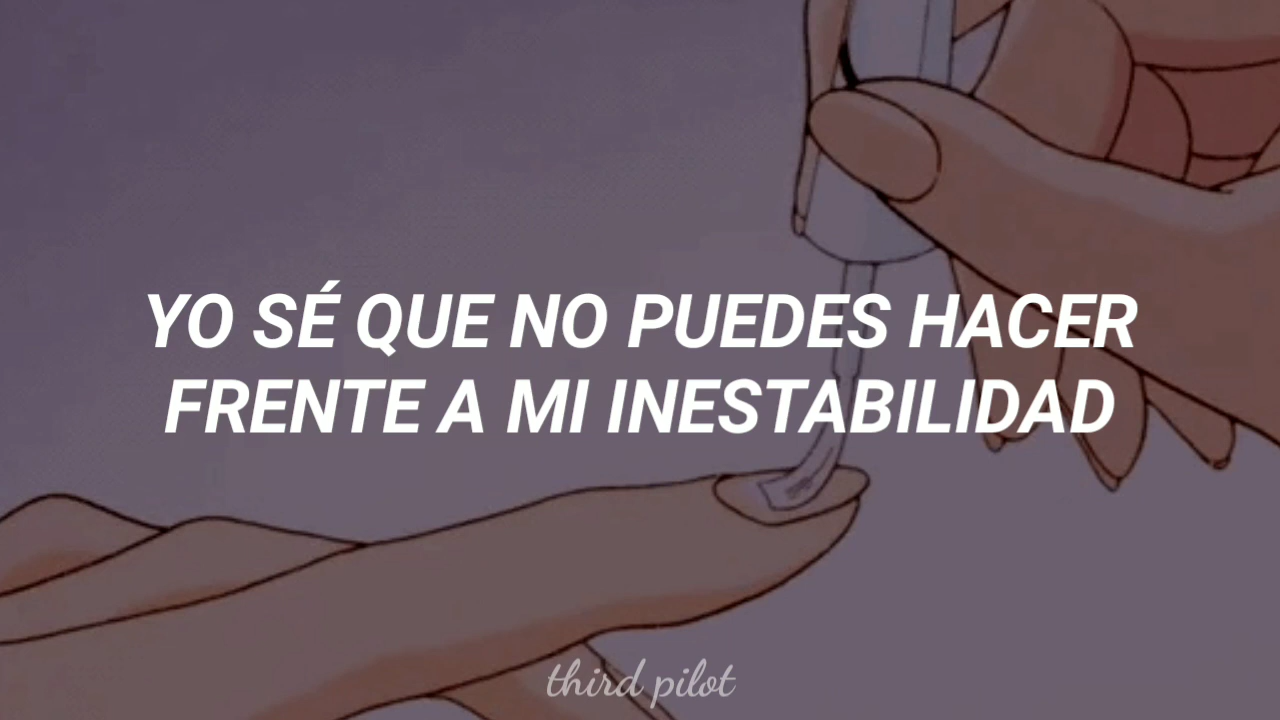 YO SÉ QUE NO PUEDES HACER
FRENTE A MI INESTABILIDAD
third pilot